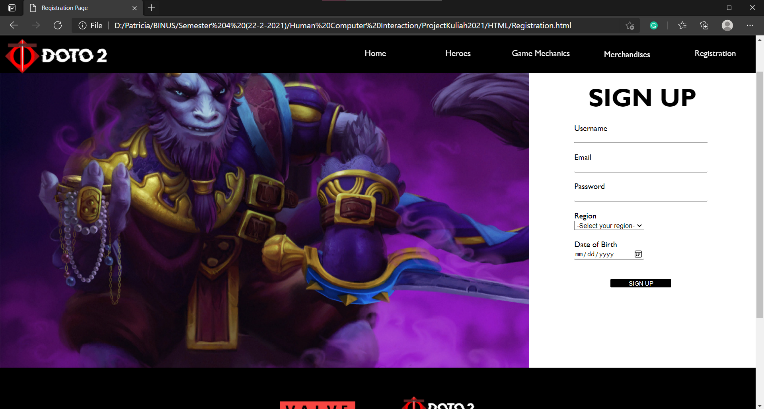 Registration Page
File | D:/Patricia/BINUS/Semester%204%20(22-2-2021)/Human%20Computer%20Interaction/ProjectKuliah2021/HTML/Registration.html
DOTO 2
Home
Heroes
Game Mechanics
Merchandises
Registration
SIGN UP
Username
Email
Password
Region
-Select your region-
Date of Birth
mm/dd/yyyy
SIGN UP
VALVE
DOTO 2